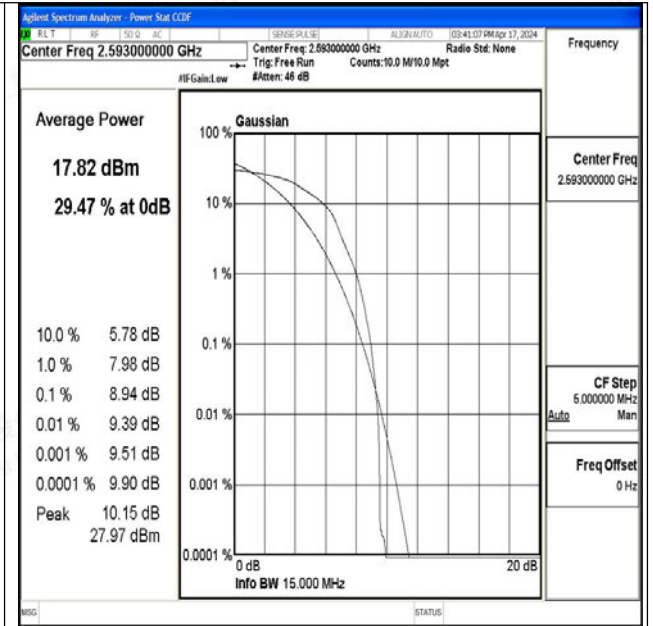 Agilent Spectrum Analyzer - Power Stat CCDF
RLT RF 50 Ω AC SENSE:PULSE ALIGN AUTO 03:41:07 PM Apr 17, 2024
Center Freq 2.593000000 GHz
Center Freq: 2.593000000 GHz Radio Std: None
Trig: Free Run Counts:10.0 M/10.0 Mpt
#IFGain:Low #Atten: 46 dB
Frequency
Center Freq
2.593000000 GHz
CF Step
5.000000 MHz
Auto Man
Freq Offset
0 Hz
Average Power
17.82 dBm
29.47 % at 0dB
10.0 % 5.78 dB
1.0 % 7.98 dB
0.1 % 8.94 dB
0.01 % 9.39 dB
0.001 % 9.51 dB
0.0001 % 9.90 dB
Peak 10.15 dB
27.97 dBm
Gaussian
100 %
10 %
1 %
0.1 %
0.01 %
0.001 %
0.0001 %
0 dB 20 dB
Info BW 15.000 MHz
MSG STATUS